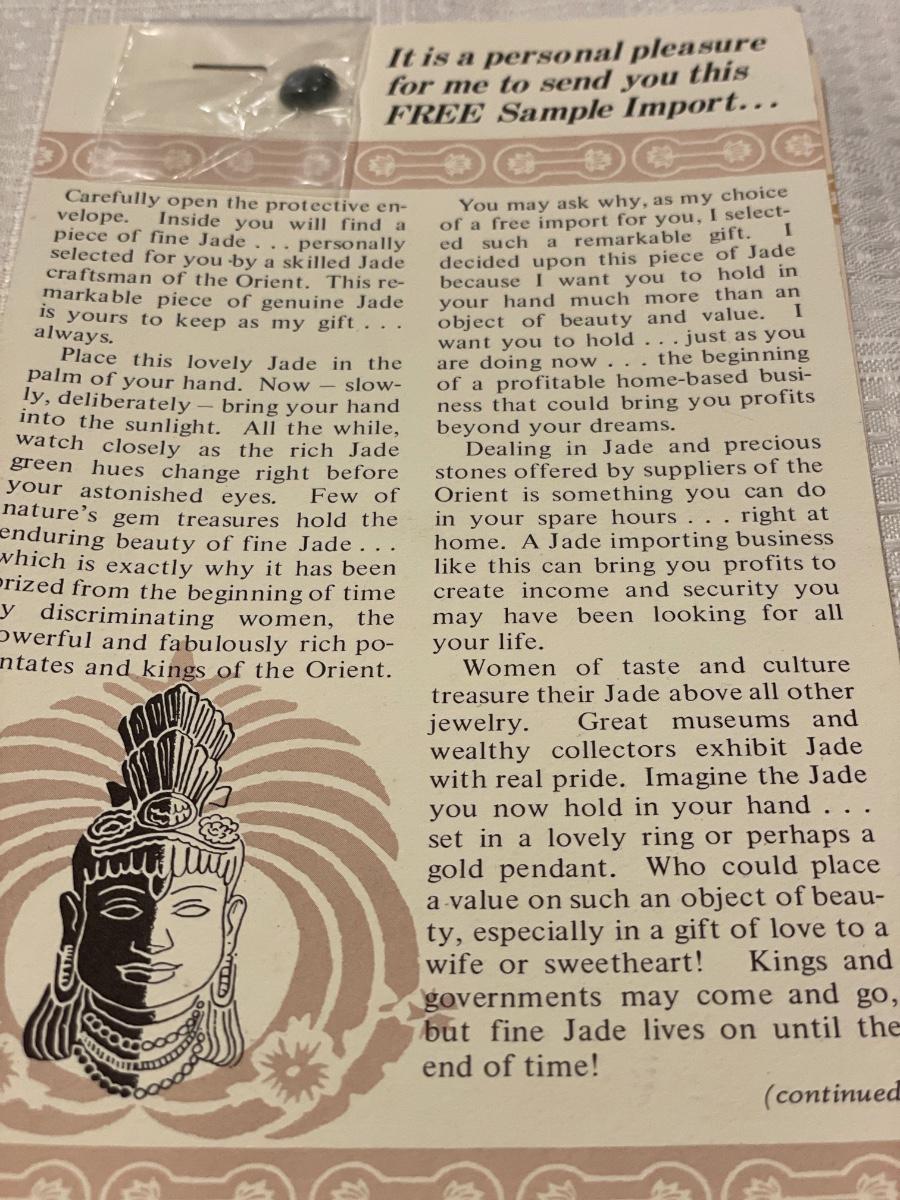 It is a personal pleasure
for me to send you this
FREE Sample Import...
Carefully open the protective en-
velope. Inside you will find a
piece of fine Jade . . . personally
selected for you by a skilled Jade
craftsman of the Orient. This re-
markable piece of genuine Jade
is yours to keep as my gift . . .
always.
Place this lovely Jade in the
palm of your hand. Now — slow-
ly, deliberately — bring your hand
into the sunlight. All the while,
watch closely as the rich Jade
green hues change right before
your astonished eyes. Few of
nature's gem treasures hold the
enduring beauty of fine Jade . . .
which is exactly why it has been
prized from the beginning of time
y discriminating women, the
owerful and fabulously rich po-
ntates and kings of the Orient.
You may ask why, as my choice
of a free import for you, I select-
ed such a remarkable gift. I
decided upon this piece of Jade
because I want you to hold in
your hand much more than an
object of beauty and value. I
want you to hold . . . just as you
are doing now . . . the beginning
of a profitable home-based busi-
ness that could bring you profits
beyond your dreams.
Dealing in Jade and precious
stones offered by suppliers of the
Orient is something you can do
in your spare hours . . . right at
home. A Jade importing business
like this can bring you profits to
create income and security you
may have been looking for all
your life.
Women of taste and culture
treasure their Jade above all other
jewelry. Great museums and
wealthy collectors exhibit Jade
with real pride. Imagine the Jade
you now hold in your hand . . .
set in a lovely ring or perhaps a
gold pendant. Who could place
a value on such an object of beau-
ty, especially in a gift of love to a
wife or sweetheart! Kings and
governments may come and go,
but fine Jade lives on until the
end of time!
(continued